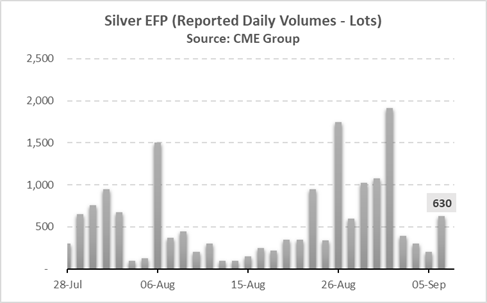 Silver EFP (Reported Daily Volumes - Lots)
Source: CME Group
2,500
2,000
1,500
1,000
500
-
630
28-Jul 06-Aug 15-Aug 26-Aug 05-Sep